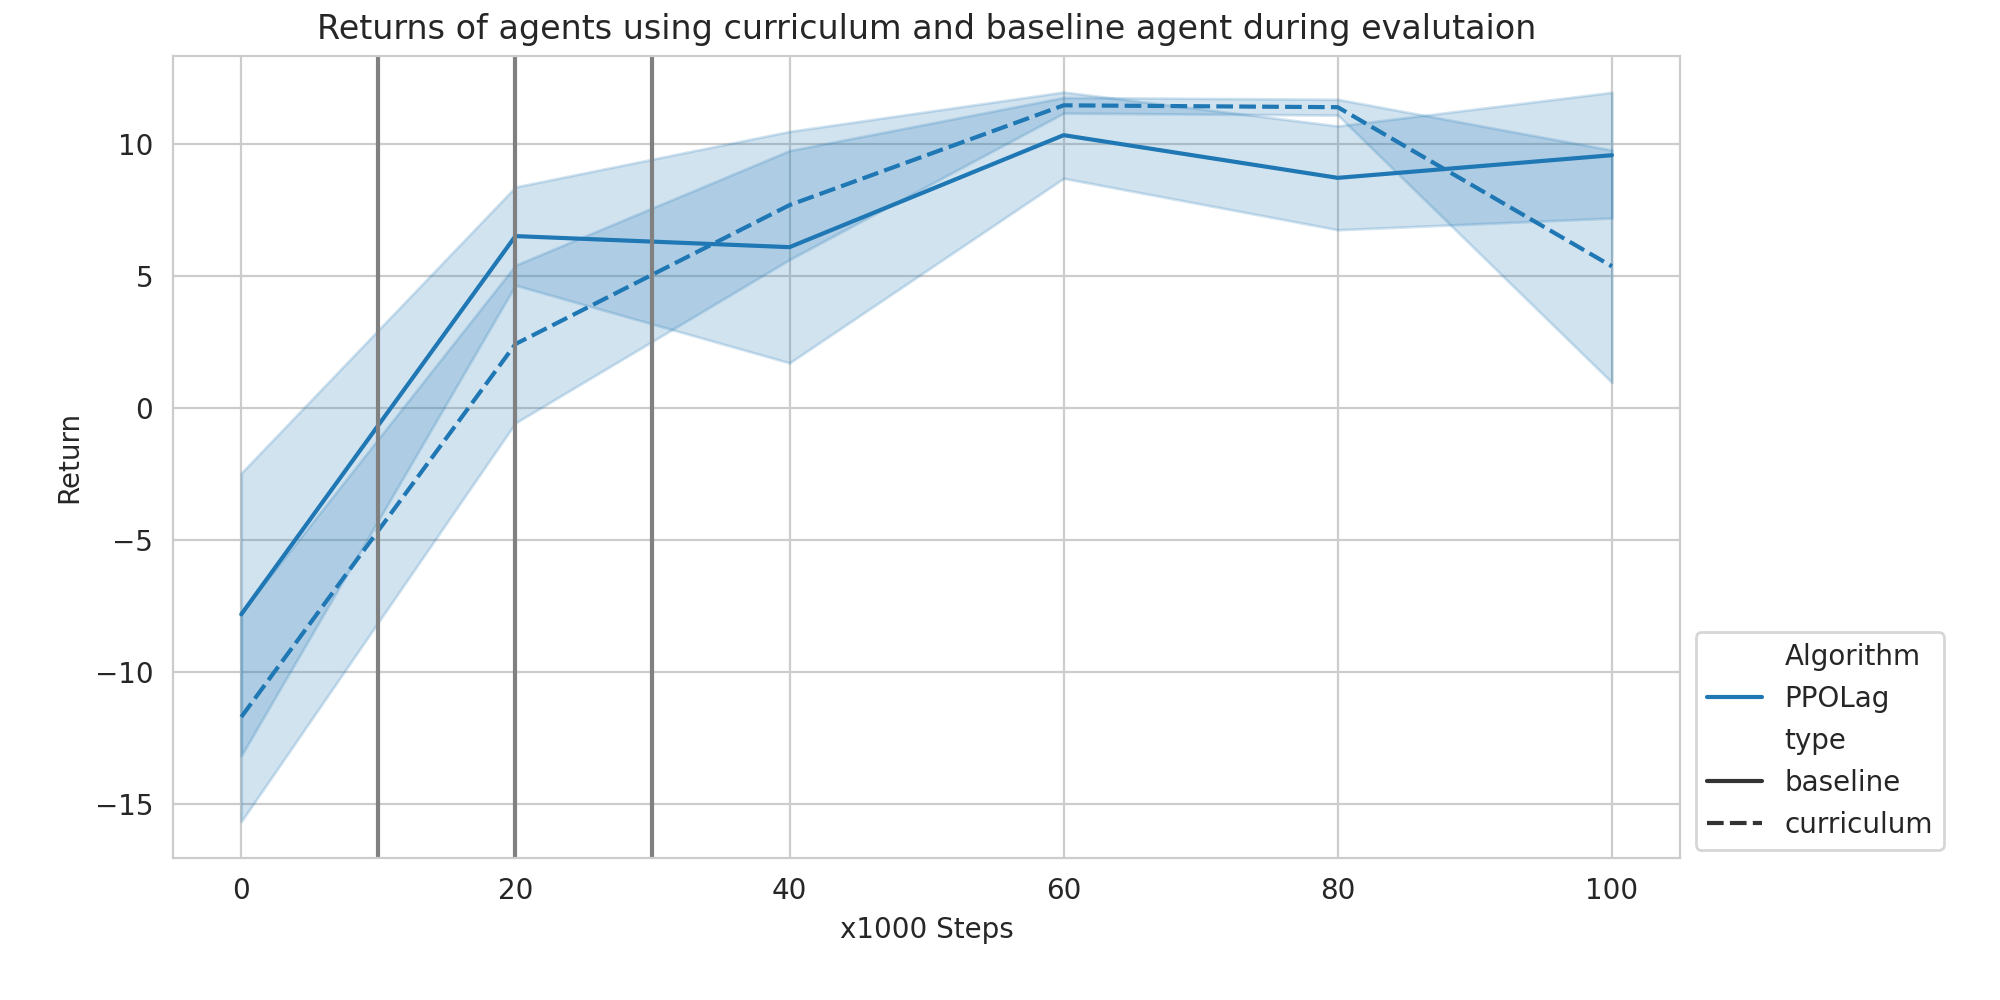 Returns of agents using curriculum and baseline agent during evalutaion
10
5
0
−5
−10
−15
Return
0 20 40 60 80 100
x1000 Steps
Algorithm
PPOLag
type
baseline
curriculum